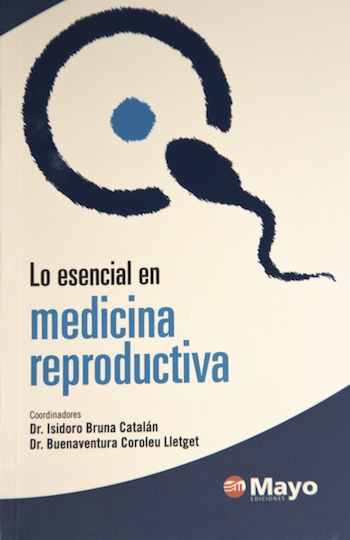 Lo esencial en
medicina
reproductiva
Coordinadores
Dr. Isidoro Bruna Catalán
Dr. Buenaventura Coroleu Lletget
Mayo
EDICIONES